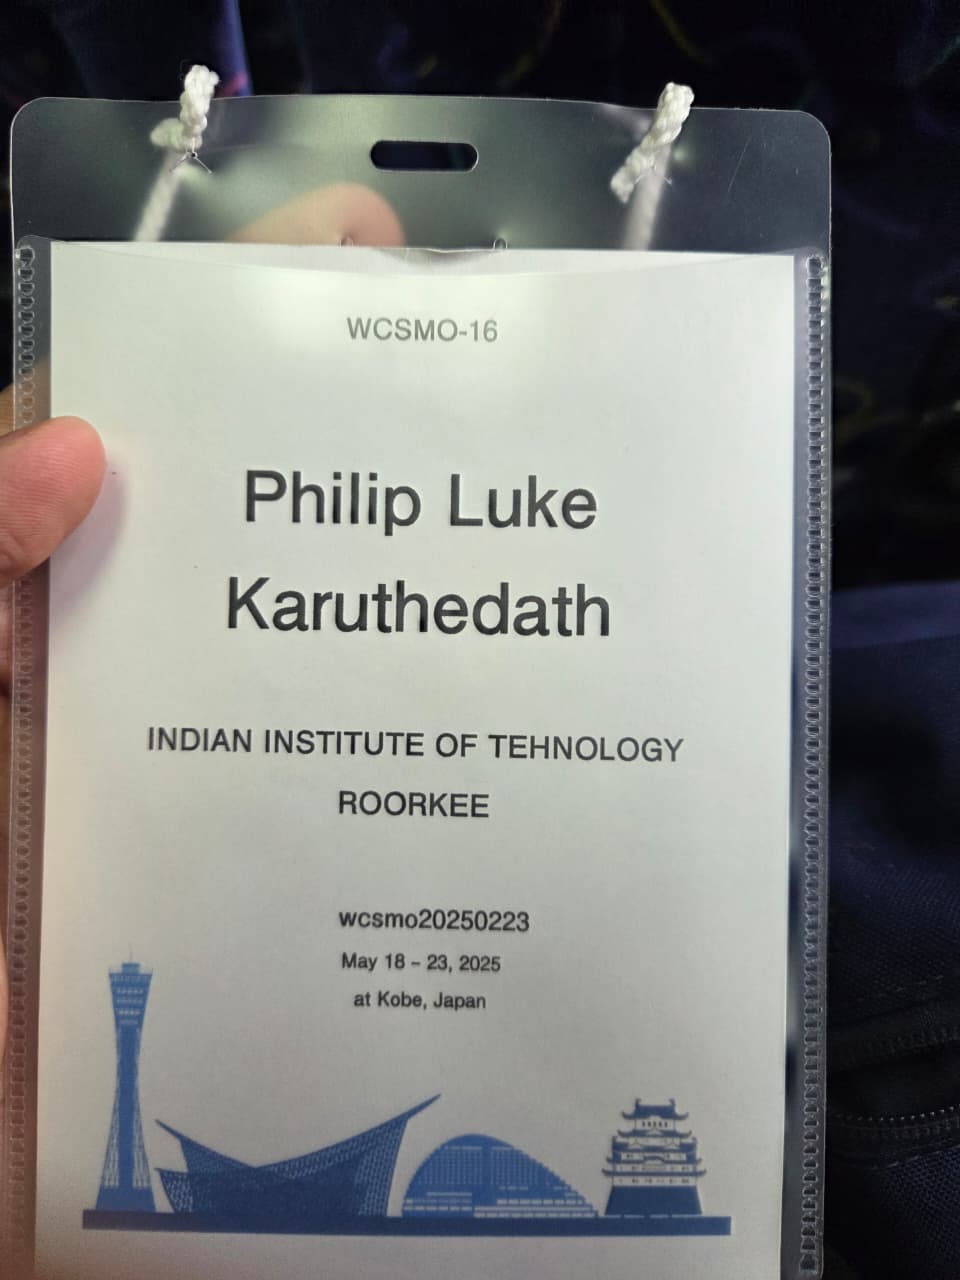 WCSMO-16
Philip Luke
Karuthedath
INDIAN INSTITUTE OF TEHNOLOGY
ROORKEE
wcsmo20250223
May 18 – 23, 2025
at Kobe, Japan